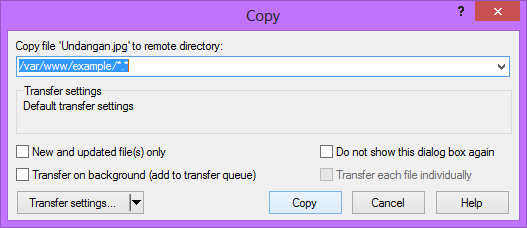 Copy
?
Copy file 'Undangan.jpg' to remote directory:
/var/www/example/*.*
Transfer settings
Default transfer settings
New and updated file(s) only
Do not show this dialog box again
Transfer on background (add to transfer queue)
Transfer each file individually
Transfer settings...
Copy
Cancel
Help